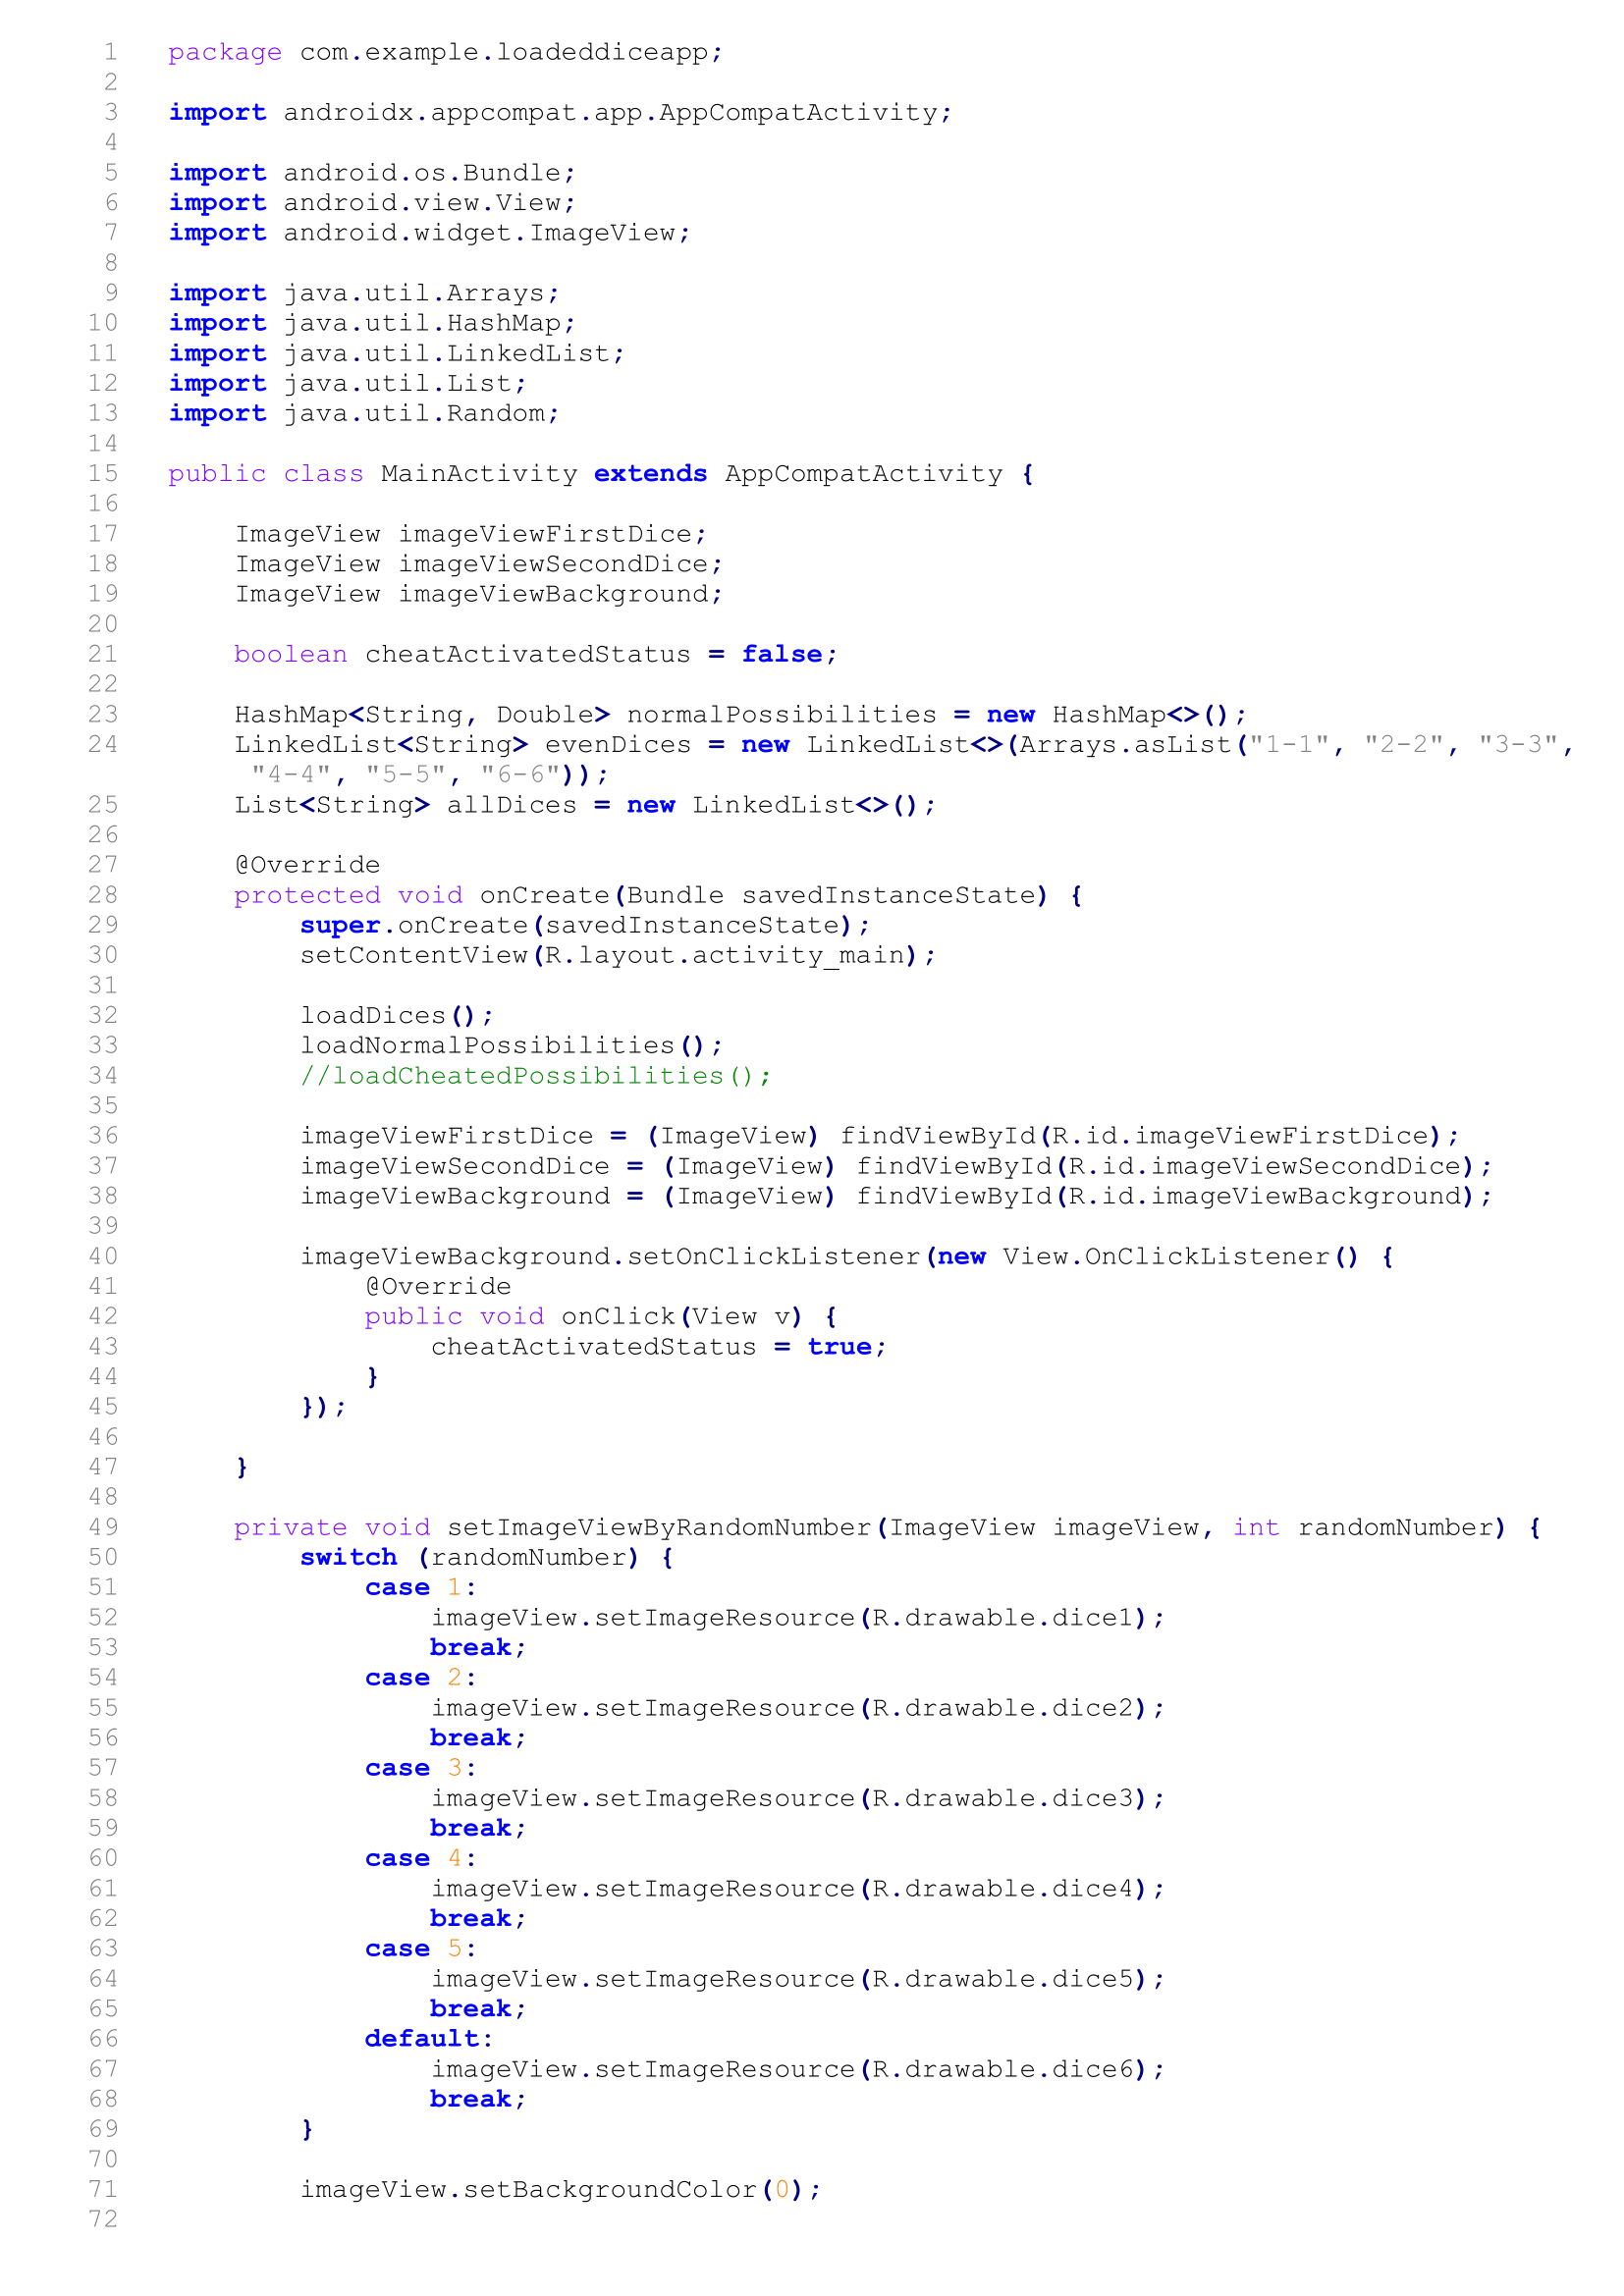 1 package com.example.loadeddiceapp;
2
3 import androidx.appcompat.app.AppCompatActivity;
4
5 import android.os.Bundle;
6 import android.view.View;
7 import android.widget.ImageView;
8
9 import java.util.Arrays;
10 import java.util.HashMap;
11 import java.util.LinkedList;
12 import java.util.List;
13 import java.util.Random;
14
15 public class MainActivity extends AppCompatActivity {
16
17     ImageView imageViewFirstDice;
18     ImageView imageViewSecondDice;
19     ImageView imageViewBackground;
20
21     boolean cheatActivatedStatus = false;
22
23     HashMap<String, Double> normalPossibilities = new HashMap<>();
24     LinkedList<String> evenDices = new LinkedList<>(Arrays.asList("1-1", "2-2", "3-3",
"4-4", "5-5", "6-6"));
25     List<String> allDices = new LinkedList<>();
26
27     @Override
28     protected void onCreate(Bundle savedInstanceState) {
29         super.onCreate(savedInstanceState);
30         setContentView(R.layout.activity_main);
31
32         loadDices();
33         loadNormalPossibilities();
34         //loadCheatedPossibilities();
35
36         imageViewFirstDice = (ImageView) findViewById(R.id.imageViewFirstDice);
37         imageViewSecondDice = (ImageView) findViewById(R.id.imageViewSecondDice);
38         imageViewBackground = (ImageView) findViewById(R.id.imageViewBackground);
39
40         imageViewBackground.setOnClickListener(new View.OnClickListener() {
41             @Override
42             public void onClick(View v) {
43                 cheatActivatedStatus = true;
44             }
45         });
46
47     }
48
49     private void setImageViewByRandomNumber(ImageView imageView, int randomNumber) {
50         switch (randomNumber) {
51             case 1:
52                 imageView.setImageResource(R.drawable.dice1);
53                 break;
54             case 2:
55                 imageView.setImageResource(R.drawable.dice2);
56                 break;
57             case 3:
58                 imageView.setImageResource(R.drawable.dice3);
59                 break;
60             case 4:
61                 imageView.setImageResource(R.drawable.dice4);
62                 break;
63             case 5:
64                 imageView.setImageResource(R.drawable.dice5);
65                 break;
66             default:
67                 imageView.setImageResource(R.drawable.dice6);
68                 break;
69         }
70
71         imageView.setBackgroundColor(0);
72